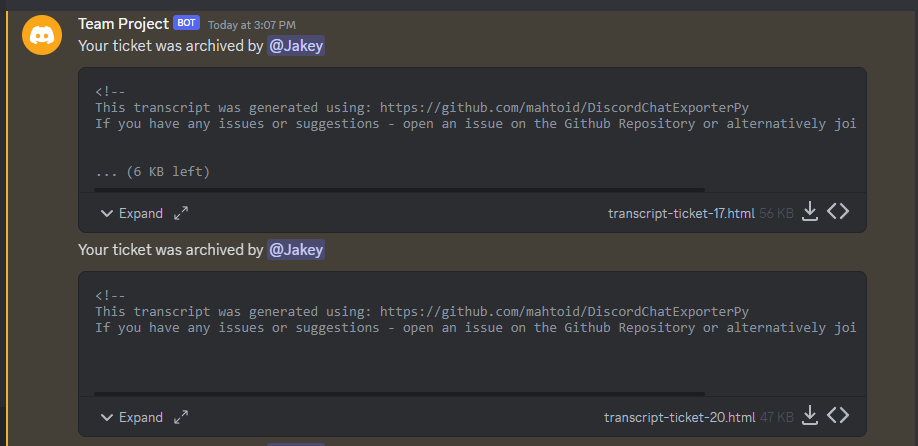 Team Project BOT Today at 3:07 PM
Your ticket was archived by @Jakey
<!--
This transcript was generated using: https://github.com/mahtoid/DiscordChatExporterPy
If you have any issues or suggestions - open an issue on the Github Repository or alternatively joi
... (6 KB left)
Expand transcript-ticket-17.html 56 KB
Your ticket was archived by @Jakey
<!--
This transcript was generated using: https://github.com/mahtoid/DiscordChatExporterPy
If you have any issues or suggestions - open an issue on the Github Repository or alternatively joi
Expand transcript-ticket-20.html 47 KB